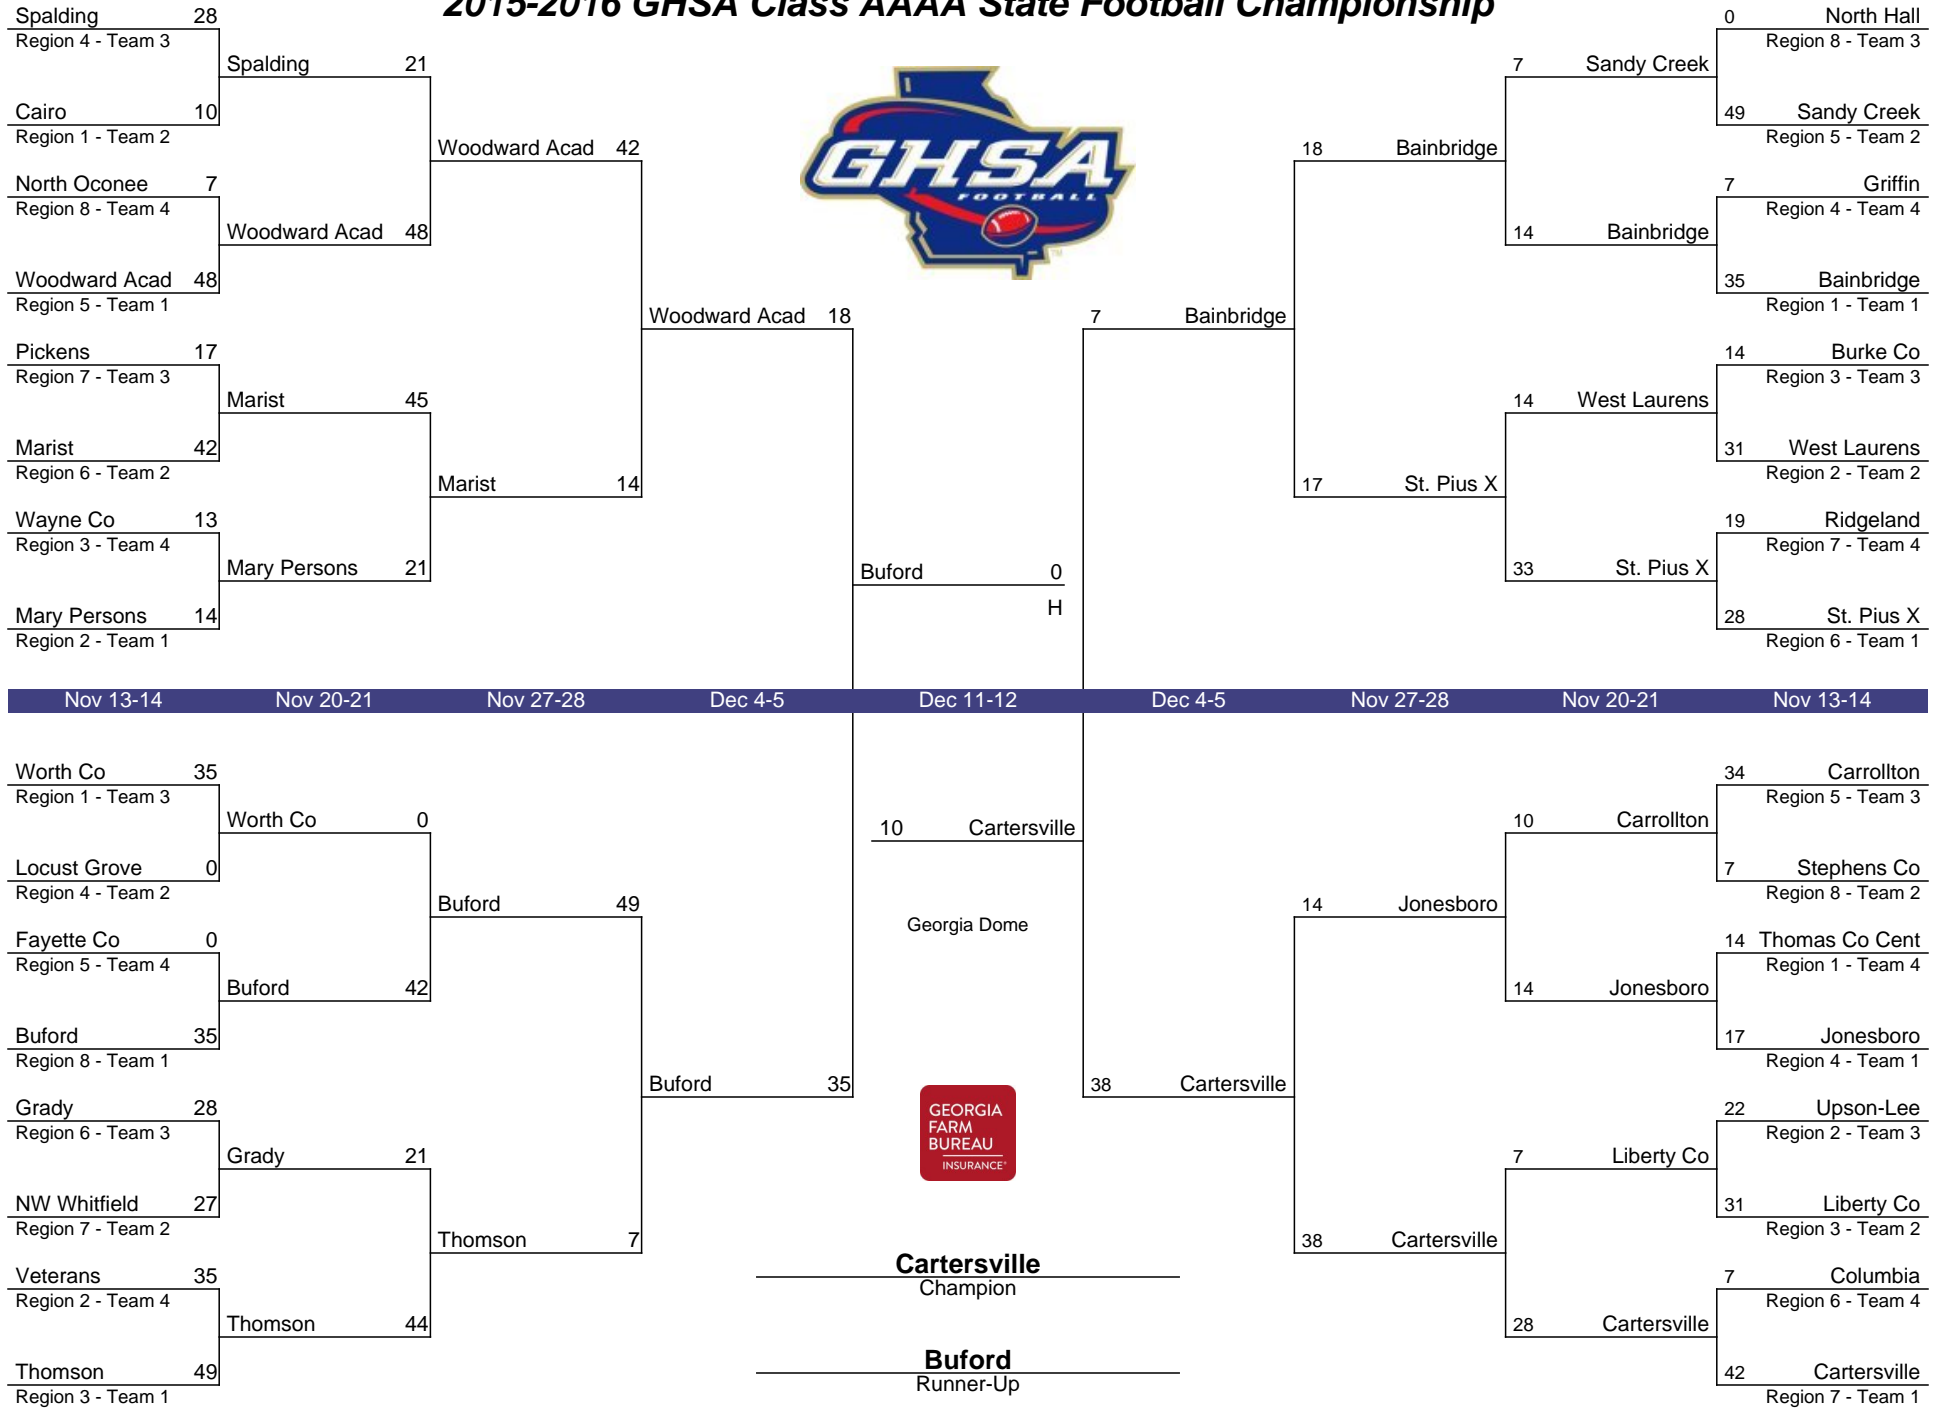 2015-2016 GHSA Class AAAA State Football Championship
Spalding 28
Region 4 - Team 3
Cairo 10
Region 1 - Team 2
North Oconee 7
Region 8 - Team 4
Woodward Acad 48
Region 5 - Team 1
Pickens 17
Region 7 - Team 3
Marist 42
Region 6 - Team 2
Wayne Co 13
Region 3 - Team 4
Mary Persons 14
Region 2 - Team 1
Spalding 21
Woodward Acad 48
Marist 45
Mary Persons 21
Woodward Acad 42
Marist 14
Woodward Acad 18
Buford 0
H
GHSA
FOOTBALL
TM
7 Bainbridge
18 Bainbridge
17 St. Pius X
7 Sandy Creek
14 Bainbridge
14 West Laurens
33 St. Pius X
0 North Hall
Region 8 - Team 3
49 Sandy Creek
Region 5 - Team 2
7 Griffin
Region 4 - Team 4
35 Bainbridge
Region 1 - Team 1
14 Burke Co
Region 3 - Team 3
31 West Laurens
Region 2 - Team 2
19 Ridgeland
Region 7 - Team 4
28 St. Pius X
Region 6 - Team 1
Nov 13-14 Nov 20-21 Nov 27-28 Dec 4-5 Dec 11-12 Dec 4-5 Nov 27-28 Nov 20-21 Nov 13-14
Worth Co 35
Region 1 - Team 3
Locust Grove 0
Region 4 - Team 2
Fayette Co 0
Region 5 - Team 4
Buford 35
Region 8 - Team 1
Grady 28
Region 6 - Team 3
NW Whitfield 27
Region 7 - Team 2
Veterans 35
Region 2 - Team 4
Thomson 49
Region 3 - Team 1
Worth Co 0
Buford 42
Grady 21
Thomson 44
Buford 49
Thomson 7
Buford 35
10 Cartersville
Georgia Dome
GEORGIA
FARM
BUREAU
INSURANCE®
Cartersville
Champion
Buford
Runner-Up
38 Cartersville
14 Jonesboro
38 Cartersville
10 Carrollton
14 Jonesboro
7 Liberty Co
28 Cartersville
34 Carrollton
Region 5 - Team 3
7 Stephens Co
Region 8 - Team 2
14 Thomas Co Cent
Region 1 - Team 4
17 Jonesboro
Region 4 - Team 1
22 Upson-Lee
Region 2 - Team 3
31 Liberty Co
Region 3 - Team 2
7 Columbia
Region 6 - Team 4
42 Cartersville
Region 7 - Team 1